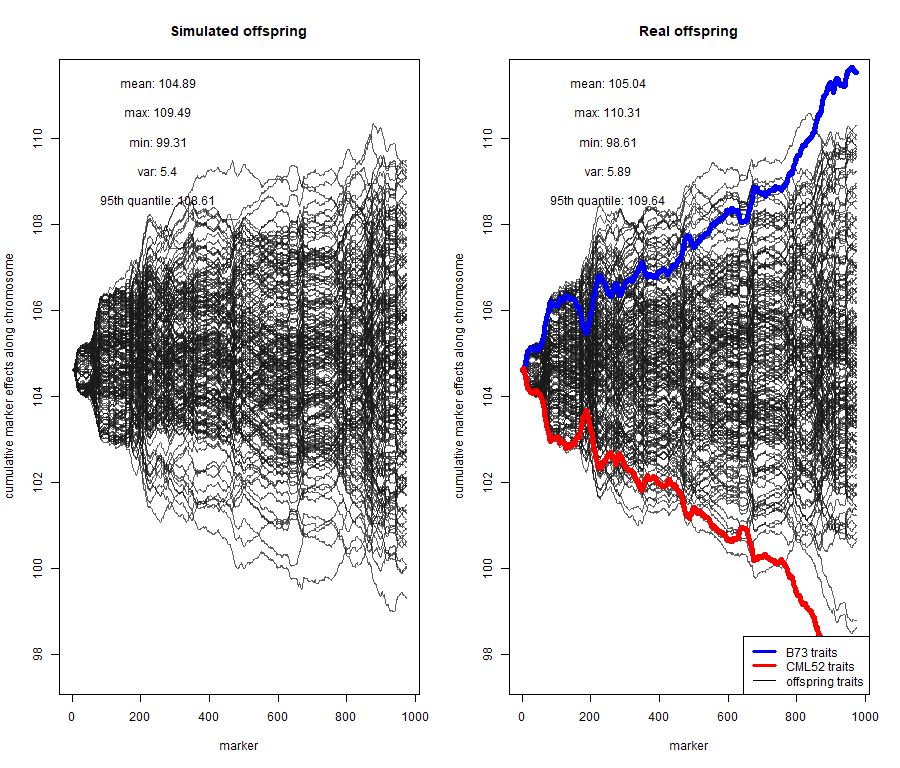 Simulated offspring
mean: 104.89
max: 109.49
min: 99.31
var: 5.4
95th quantile: 108.61
cumulative marker effects along chromosome
110
108
106
104
102
100
98
0 200 400 600 800 1000
marker
Real offspring
mean: 105.04
max: 110.31
min: 98.61
var: 5.89
95th quantile: 109.64
cumulative marker effects along chromosome
110
108
106
104
102
100
98
B73 traits
CML52 traits
offspring traits
0 200 400 600 800 1000
marker